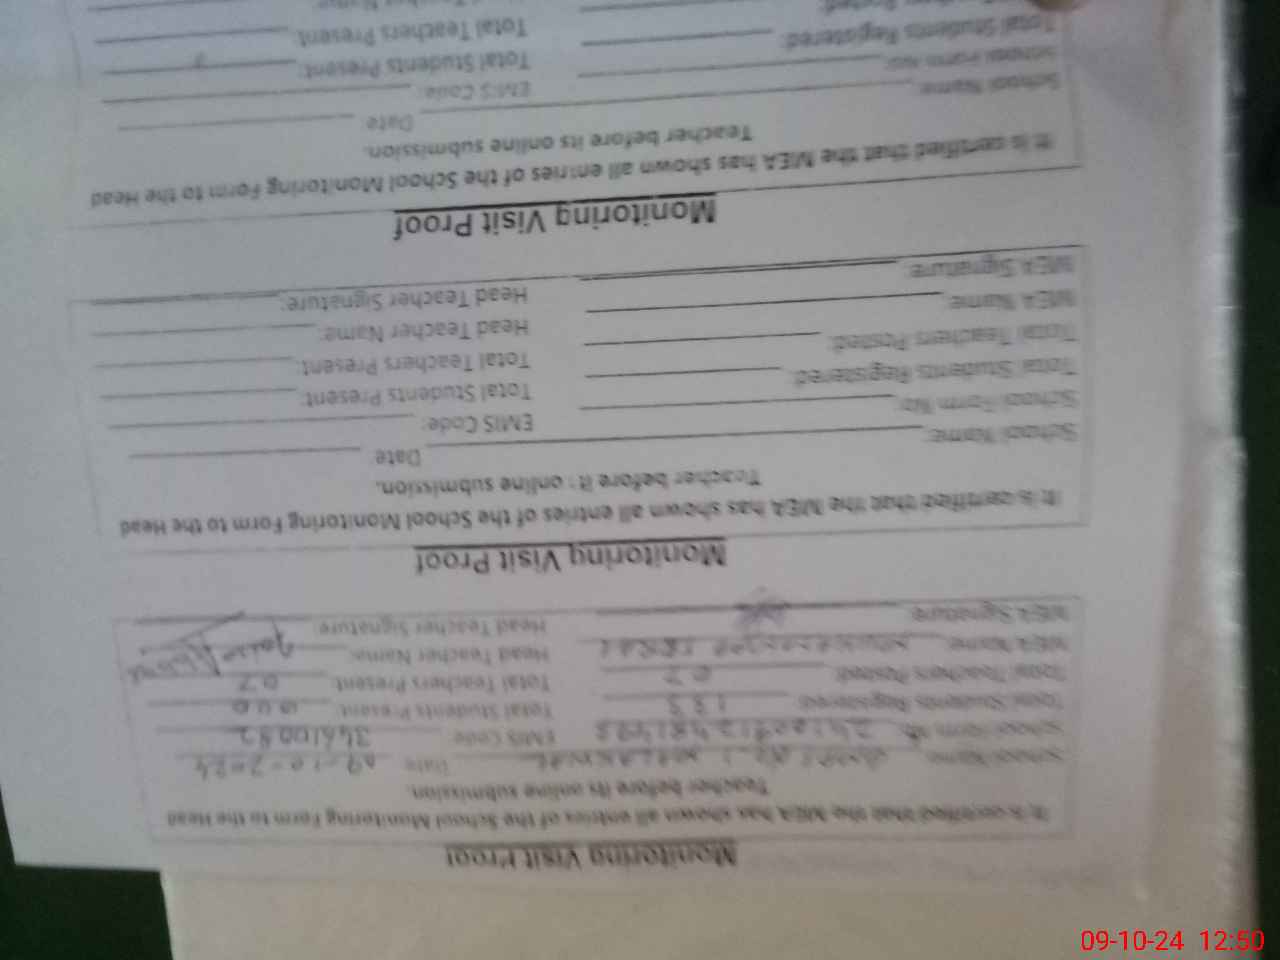 Monitoring Visit Proof
It is certified that the MEA has shown all entries of the School Monitoring Form to the Head
Teacher before its online submission.
School Name: Date 09-10-2024
School Form No. EMIS Code: 34610082
Total Students Registered: 133 Total Students Present:
Total Teachers Posted: 07 Total Teachers Present: 07
MEA Name: Head Teacher Name:
MEA Signature: Head Teacher Signature:
Monitoring Visit Proof
It is certified that the MEA has shown all entries of the School Monitoring Form to the Head
Teacher before it: online submission.
School Name: Date
School Form No. EMIS Code:
Total Students Registered: Total Students Present:
Total Teachers Posted: Total Teachers Present:
MEA Name: Head Teacher Name:
MEA Signature: Head Teacher Signature:
Monitoring Visit Proof
It is certified that the MEA has shown all entries of the School Monitoring Form to the Head
Teacher before its online submission.
School Name: Date
School Form No. EMIS Code:
Total Students Registered: Total Students Present:
Total Teachers Present:
09-10-24 12:50